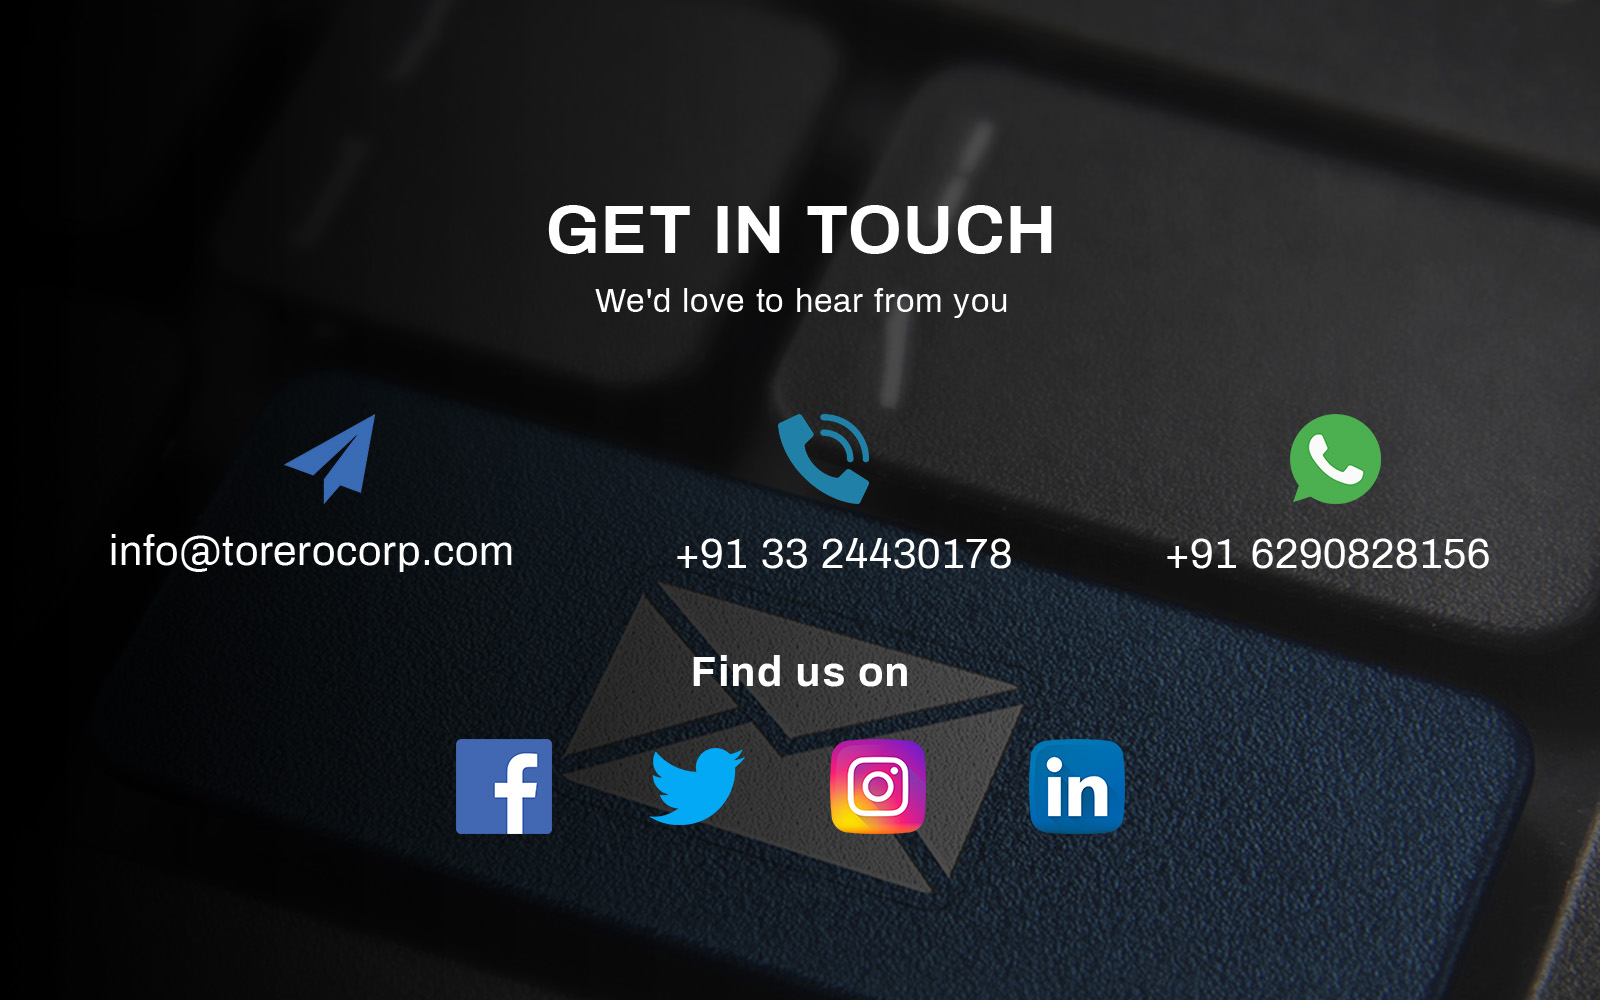 GET IN TOUCH
We'd love to hear from you
info@torerocorp.com
+91 33 24430178
+91 6290828156
Find us on
f
in